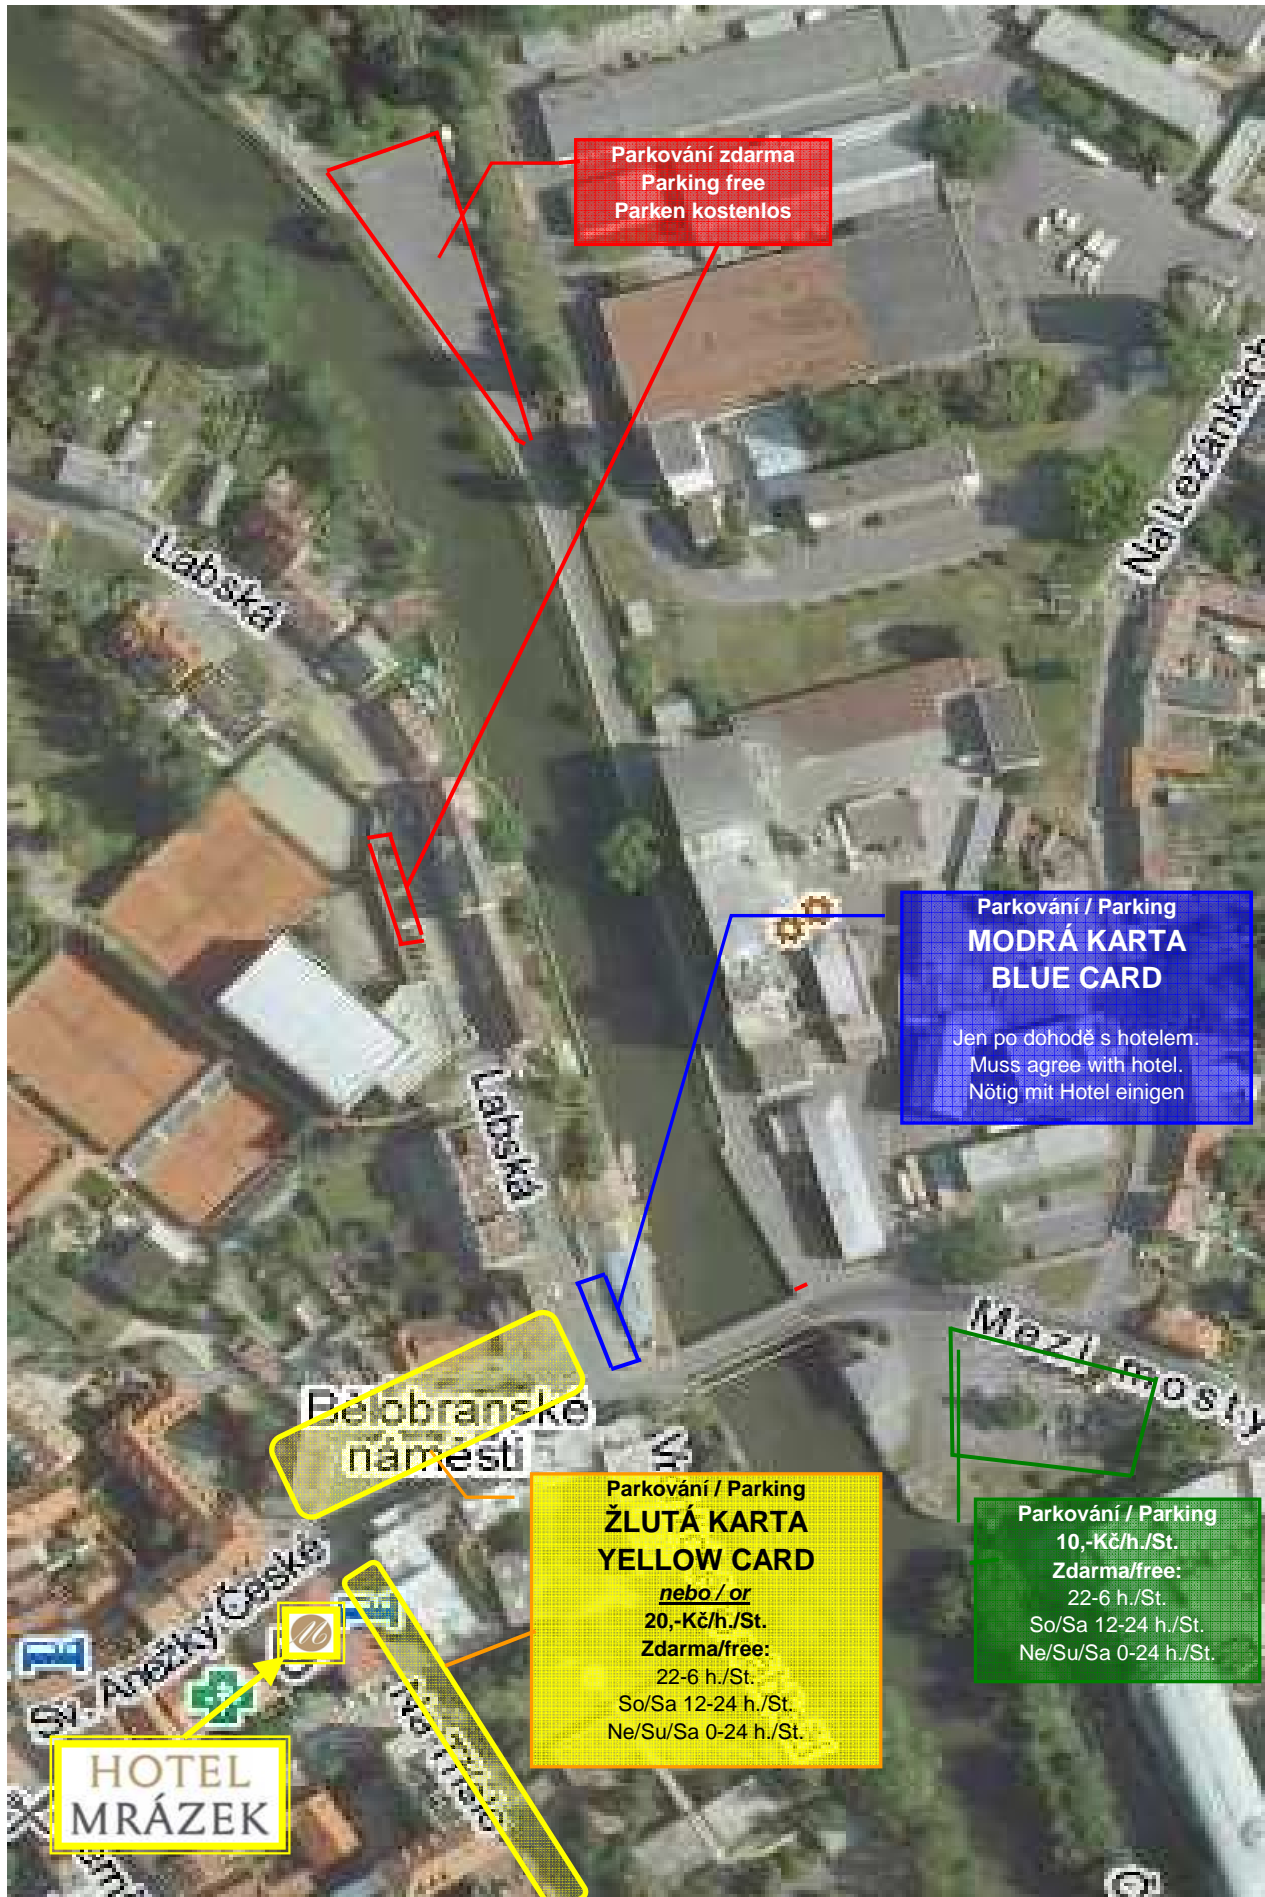 Parkování zdarma
Parking free
Parken kostenlos
Na Ležánkách
Labská
Parkování / Parking
MODRÁ KARTA
BLUE CARD
Jen po dohodě s hotelem.
Muss agree with hotel.
Nötig mit Hotel einigen
Labská
Mezi mosty
Bělobranské
náměstí
Parkování / Parking
ŽLUTÁ KARTA
YELLOW CARD
nebo / or
20,-Kč/h./St.
Zdarma/free:
22-6 h./St.
So/Sa 12-24 h./St.
Ne/Su/Sa 0-24 h./St.
Parkování / Parking
10,-Kč/h./St.
Zdarma/free:
22-6 h./St.
So/Sa 12-24 h./St.
Ne/Su/Sa 0-24 h./St.
Sv. Anežky České
HOTEL
MRÁZEK